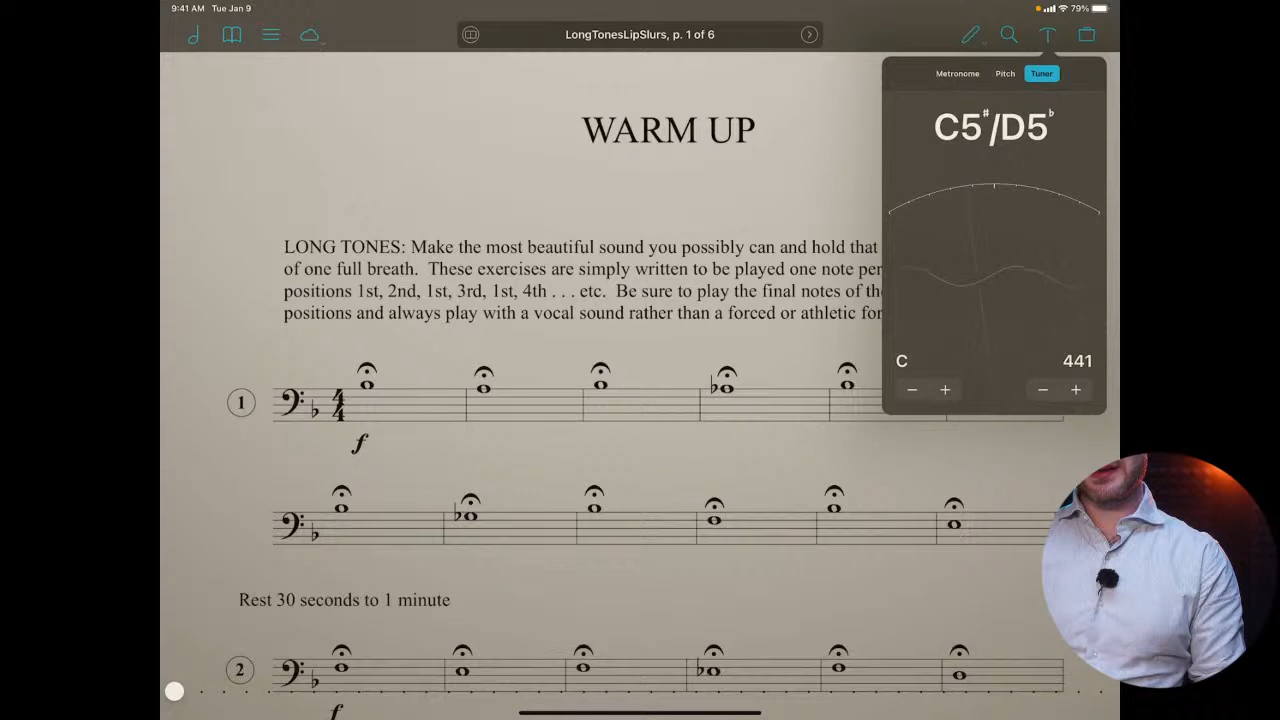 9:41 AM Tue Jan 9
79%
LongTonesLipSlurs, p. 1 of 6
Metronome Pitch Tuner
C5♯/D5♭
C 441
− + − +
WARM UP
LONG TONES: Make the most beautiful sound you possibly can and hold that
of one full breath. These exercises are simply written to be played one note per
positions 1st, 2nd, 1st, 3rd, 1st, 4th . . . etc. Be sure to play the final notes of the
positions and always play with a vocal sound rather than a forced or athletic for
1
4
4
f
Rest 30 seconds to 1 minute
2
f